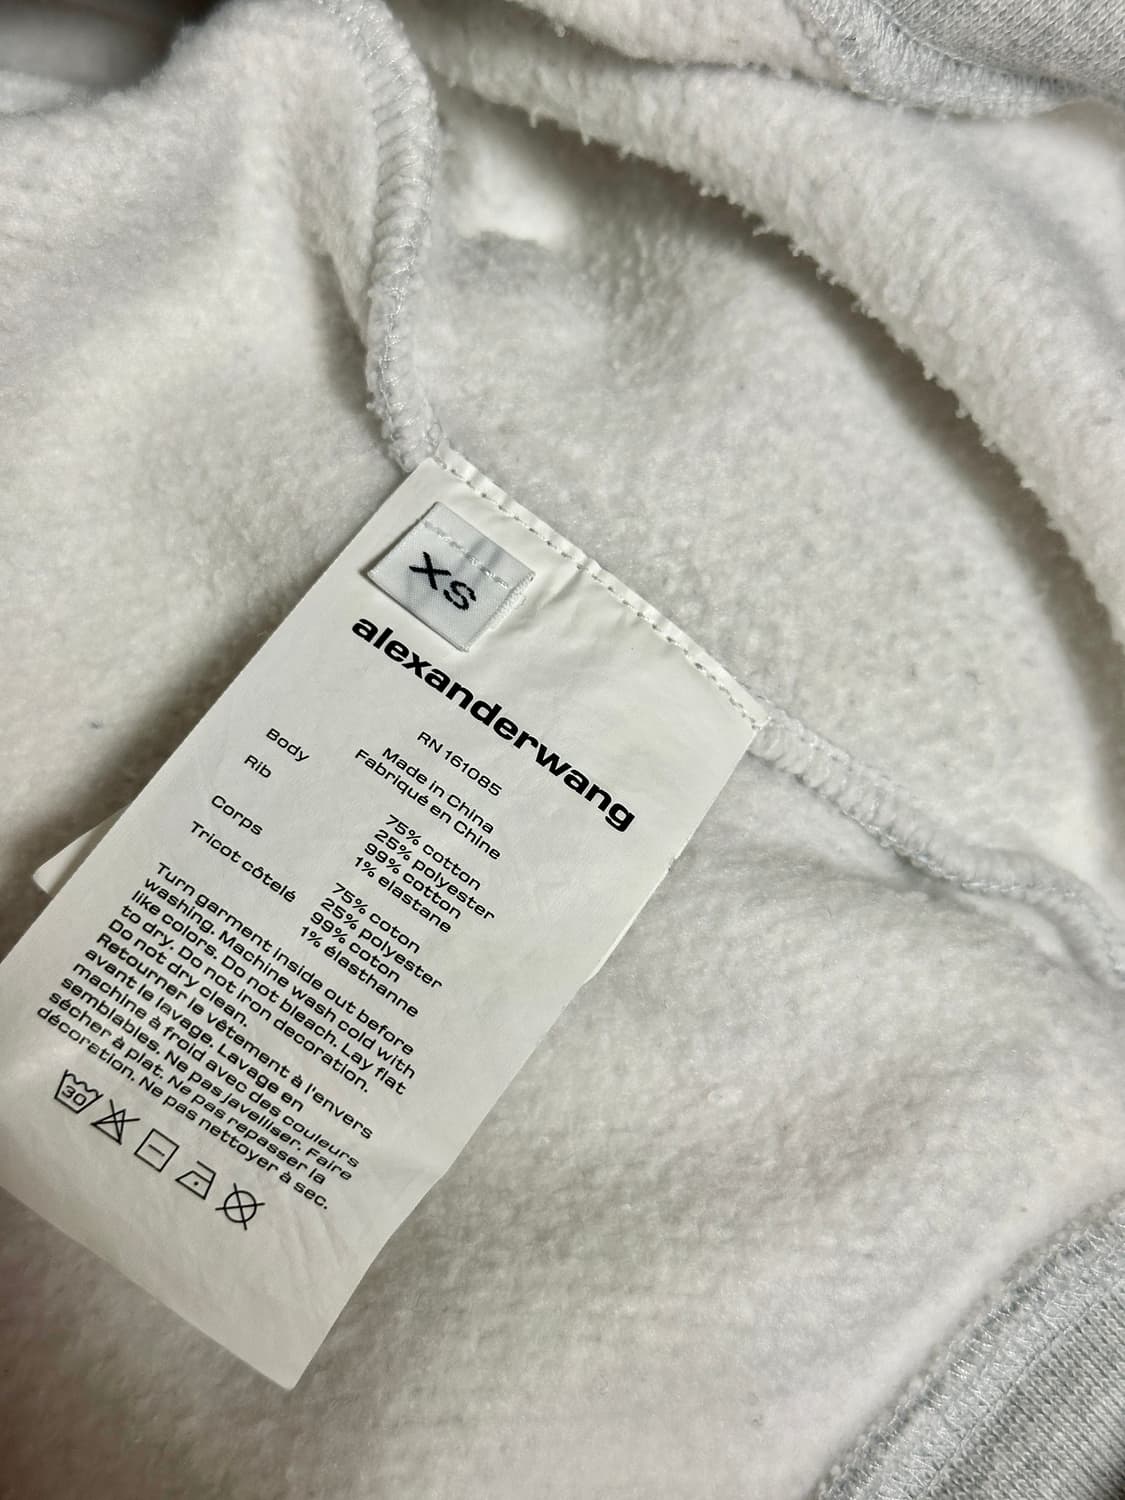 XS
alexanderwang
RN 161085
Made in China
Fabriqué en Chine
Body 75% cotton
25% polyester
Rib 99% cotton
1% elastane
Corps 75% coton
25% polyester
Tricot côtelé 99% coton
1% élasthanne
Turn garment inside out before
washing. Machine wash cold with
like colors. Do not bleach. Lay flat
to dry. Do not iron decoration.
Do not dry clean.
Retourner le vêtement à l'envers
avant le lavage. Lavage en
machine à froid avec des couleurs
semblables. Ne pas javelliser. Faire
sécher à plat. Ne pas repasser la
décoration. Ne pas nettoyer à sec.
30